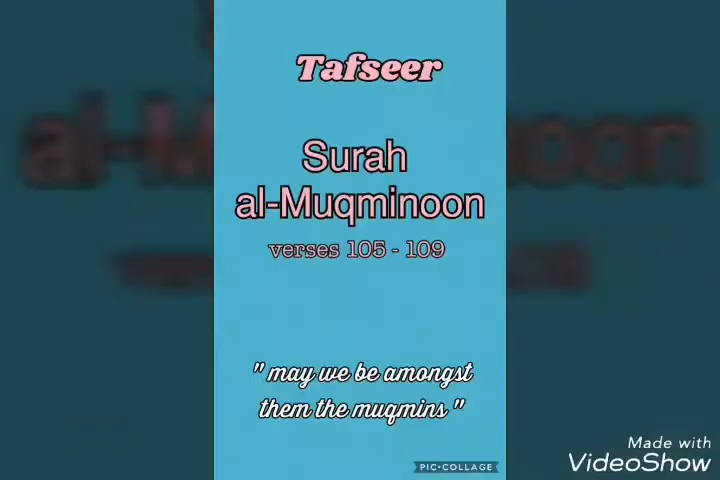 Tafseer
Surah
al-Muqminoon
verses 105 - 109
" may we be amongst
them the muqmins "
PIC•COLLAGE
Made with
VideoShow